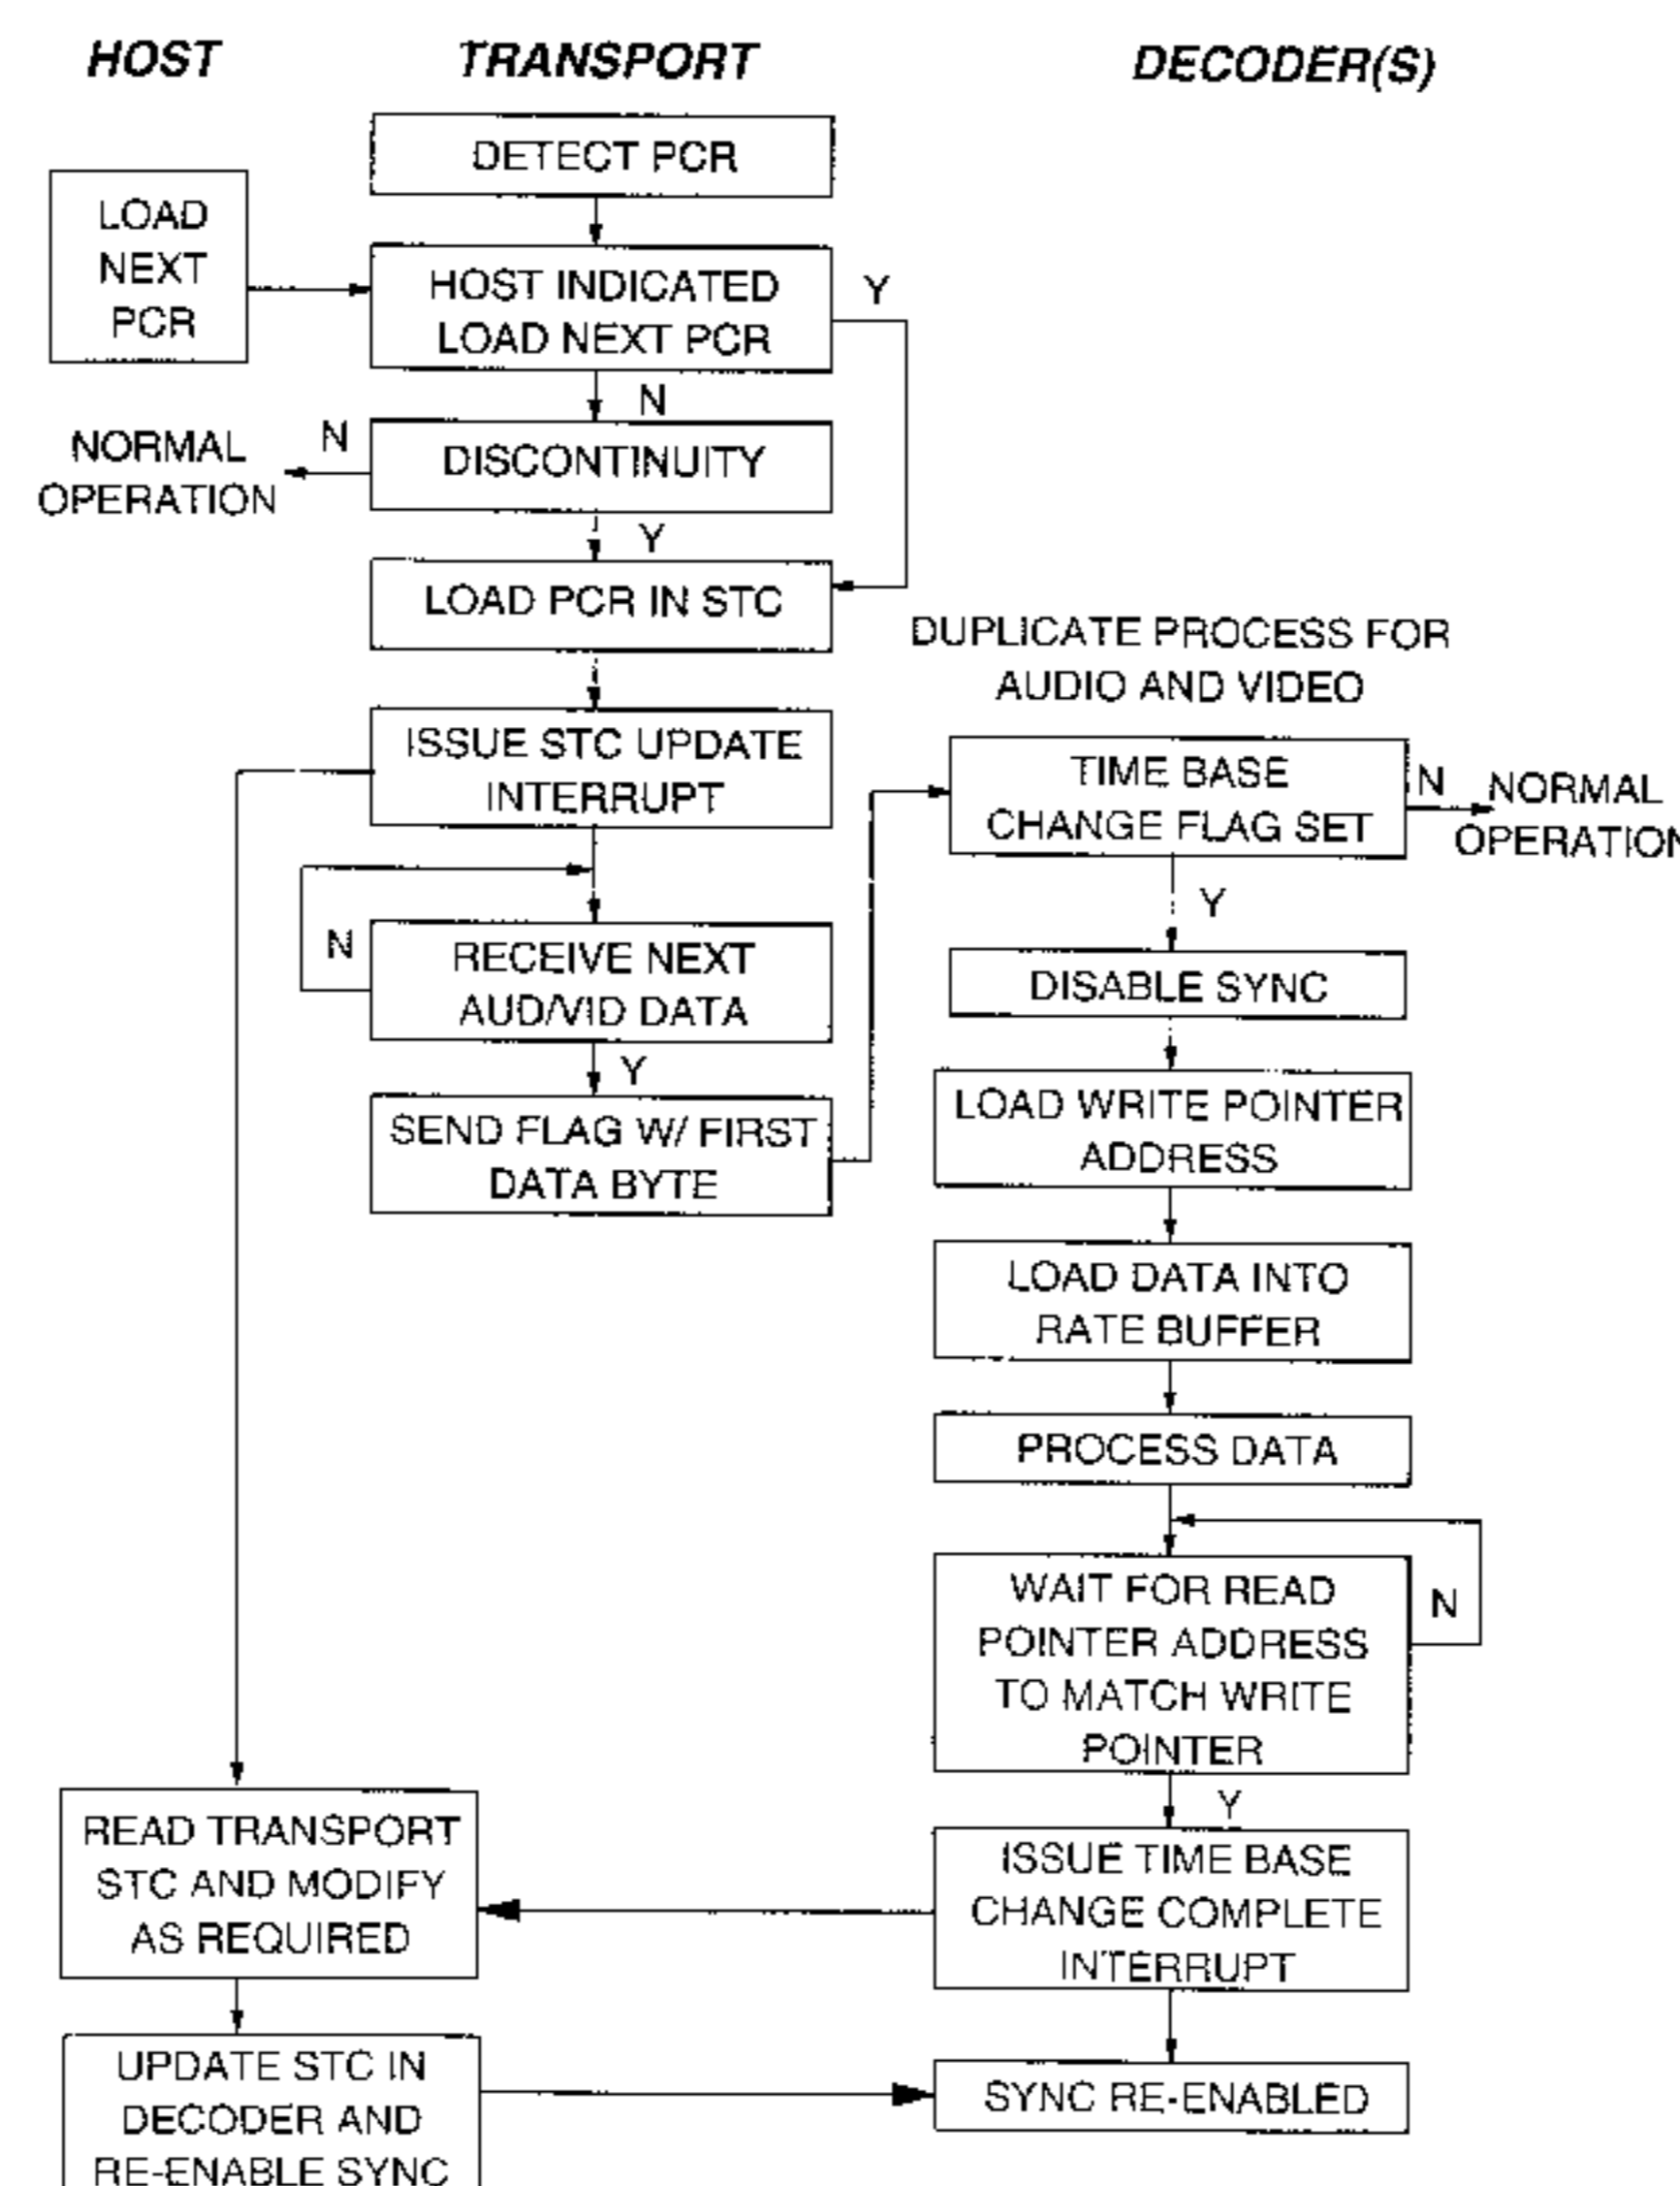 HOST
TRANSPORT
DECODER(S)
DETECT PCR
LOAD
NEXT
PCR
HOST INDICATED
LOAD NEXT PCR
Y
N
DISCONTINUITY
N
NORMAL
OPERATION
Y
LOAD PCR IN STC
DUPLICATE PROCESS FOR
AUDIO AND VIDEO
ISSUE STC UPDATE
INTERRUPT
TIME BASE
CHANGE FLAG SET
N
NORMAL
OPERATION
Y
N
RECEIVE NEXT
AUD/VID DATA
DISABLE SYNC
Y
SEND FLAG W/ FIRST
DATA BYTE
LOAD WRITE POINTER
ADDRESS
LOAD DATA INTO
RATE BUFFER
PROCESS DATA
WAIT FOR READ
POINTER ADDRESS
TO MATCH WRITE
POINTER
N
Y
READ TRANSPORT
STC AND MODIFY
AS REQUIRED
ISSUE TIME BASE
CHANGE COMPLETE
INTERRUPT
UPDATE STC IN
DECODER AND
RE-ENABLE SYNC
SYNC RE-ENABLED